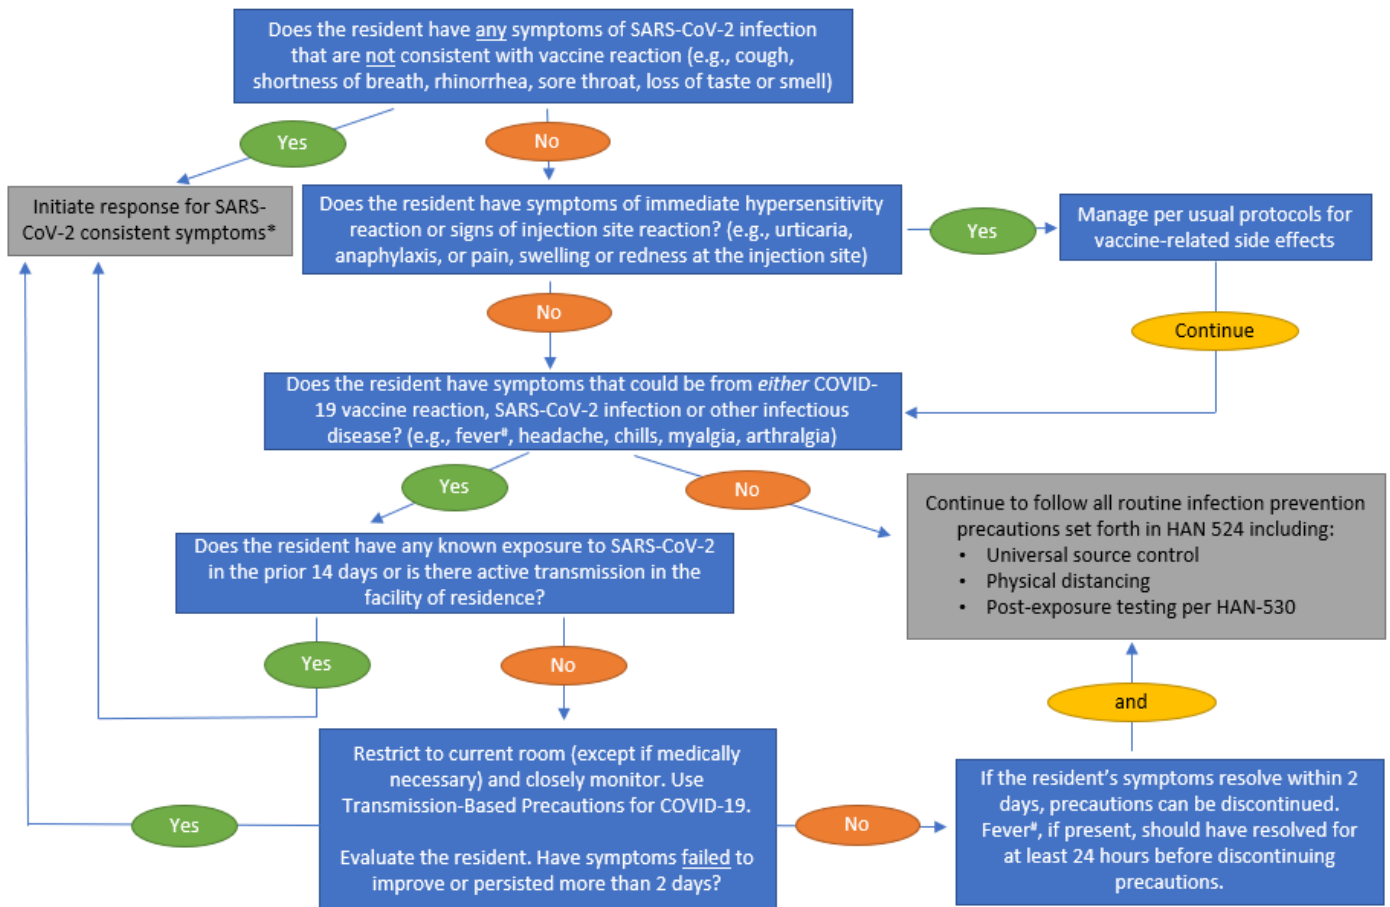 Does the resident have any symptoms of SARS-CoV-2 infection
that are not consistent with vaccine reaction (e.g., cough,
shortness of breath, rhinorrhea, sore throat, loss of taste or smell)
Yes
No
Initiate response for SARS-
CoV-2 consistent symptoms*
Does the resident have symptoms of immediate hypersensitivity
reaction or signs of injection site reaction? (e.g., urticaria,
anaphylaxis, or pain, swelling or redness at the injection site)
Yes
Manage per usual protocols for
vaccine-related side effects
No
Continue
Does the resident have symptoms that could be from either COVID-
19 vaccine reaction, SARS-CoV-2 infection or other infectious
disease? (e.g., fever#, headache, chills, myalgia, arthralgia)
Yes
No
Continue to follow all routine infection prevention
precautions set forth in HAN 524 including:
• Universal source control
• Physical distancing
• Post-exposure testing per HAN-530
Does the resident have any known exposure to SARS-CoV-2
in the prior 14 days or is there active transmission in the
facility of residence?
Yes
No
and
Restrict to current room (except if medically
necessary) and closely monitor. Use
Transmission-Based Precautions for COVID-19.
Evaluate the resident. Have symptoms failed to
improve or persisted more than 2 days?
Yes
No
If the resident's symptoms resolve within 2
days, precautions can be discontinued.
Fever#, if present, should have resolved for
at least 24 hours before discontinuing
precautions.